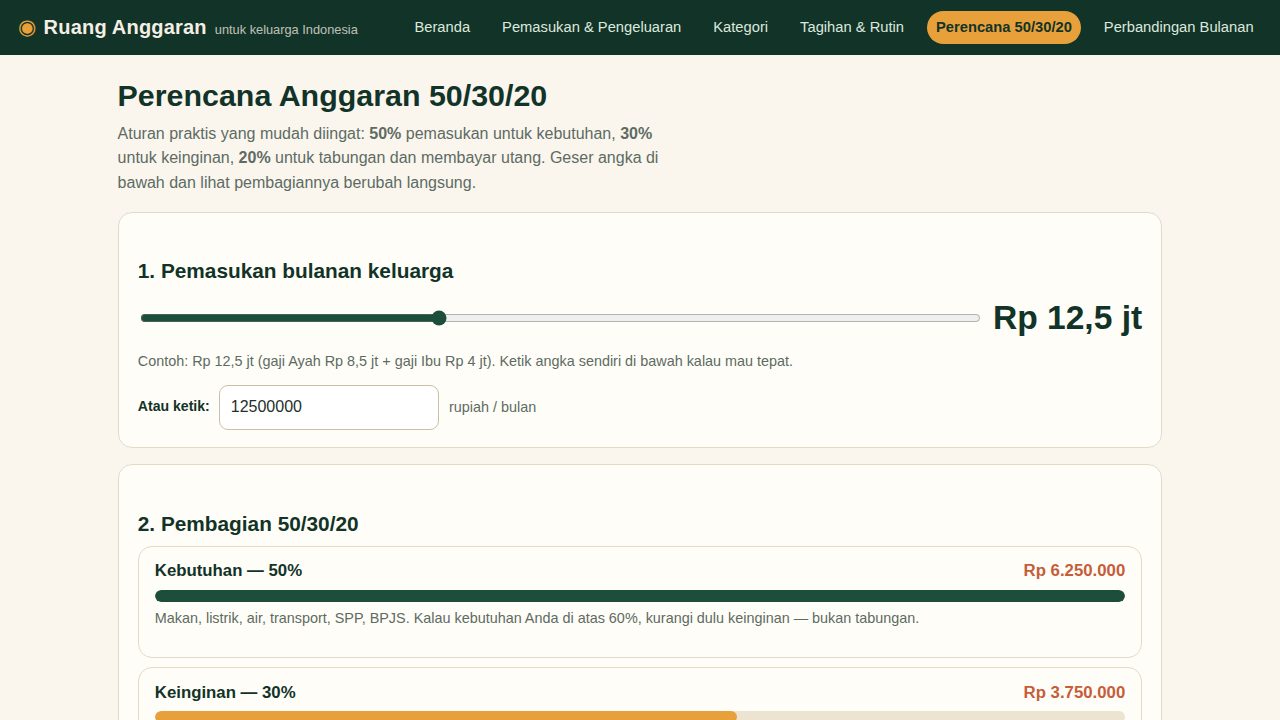 ◉ Ruang Anggaran untuk keluarga Indonesia
Beranda
Pemasukan & Pengeluaran
Kategori
Tagihan & Rutin
Perencana 50/30/20
Perbandingan Bulanan
Perencana Anggaran 50/30/20
Aturan praktis yang mudah diingat: 50% pemasukan untuk kebutuhan, 30%
untuk keinginan, 20% untuk tabungan dan membayar utang. Geser angka di
bawah dan lihat pembagiannya berubah langsung.
1. Pemasukan bulanan keluarga
Rp 12,5 jt
Contoh: Rp 12,5 jt (gaji Ayah Rp 8,5 jt + gaji Ibu Rp 4 jt). Ketik angka sendiri di bawah kalau mau tepat.
Atau ketik: 12500000 rupiah / bulan
2. Pembagian 50/30/20
Kebutuhan — 50% Rp 6.250.000
Makan, listrik, air, transport, SPP, BPJS. Kalau kebutuhan Anda di atas 60%, kurangi dulu keinginan — bukan tabungan.
Keinginan — 30% Rp 3.750.000